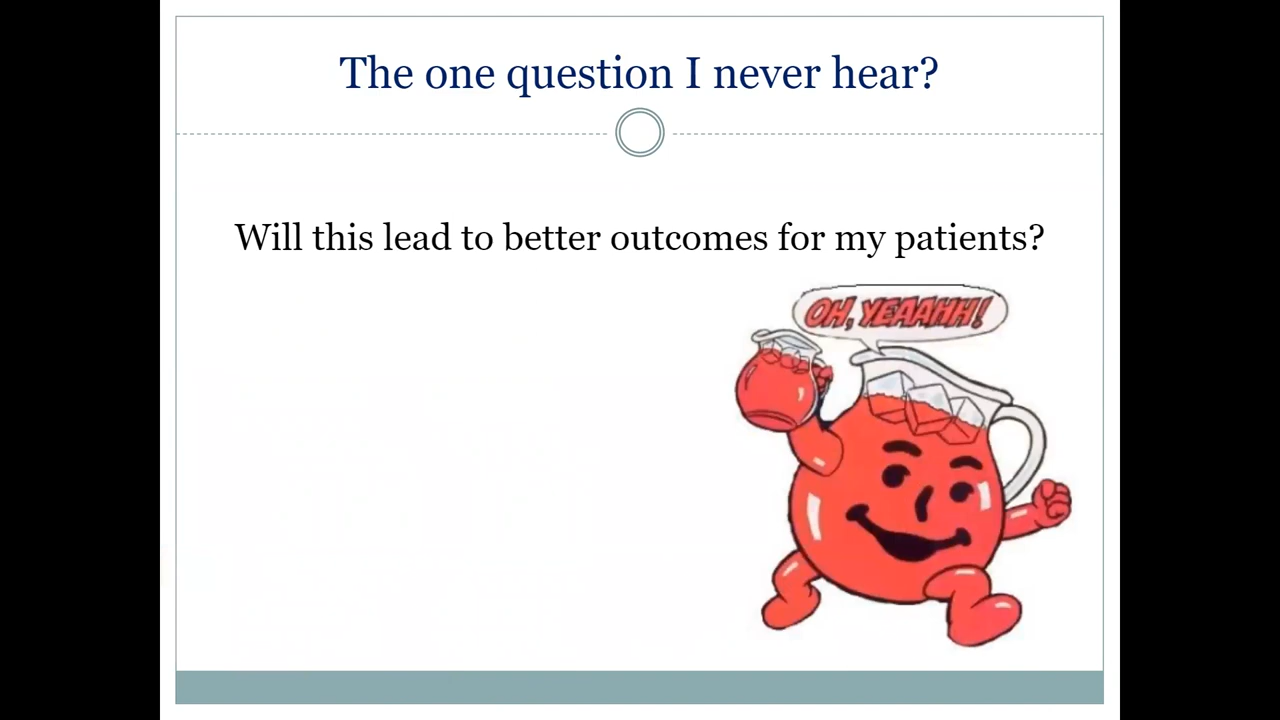 The one question I never hear?
Will this lead to better outcomes for my patients?
OH, YEAAHH!